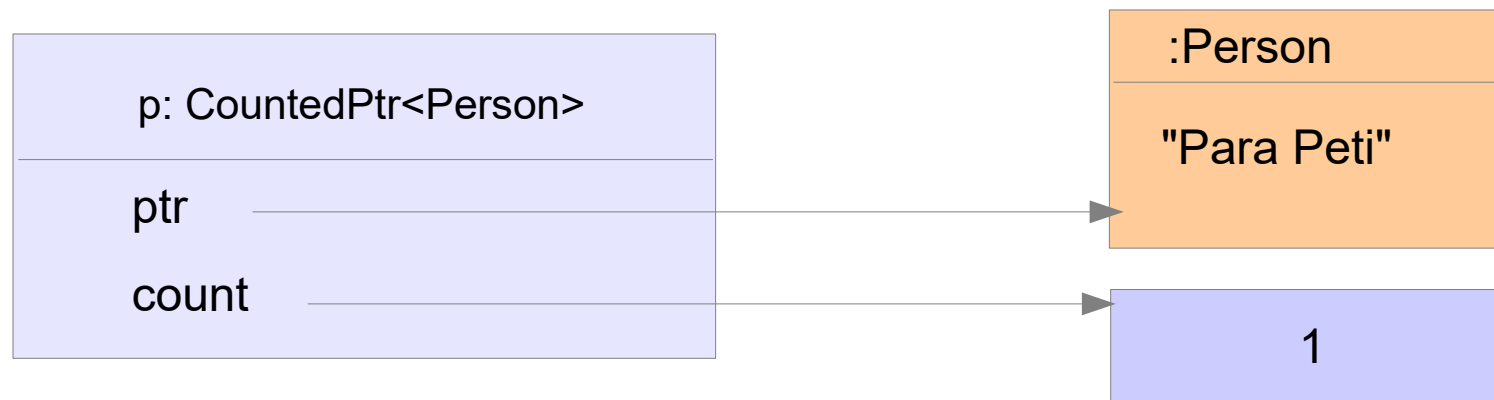 p: CountedPtr<Person>
ptr
count
:Person
"Para Peti"
1